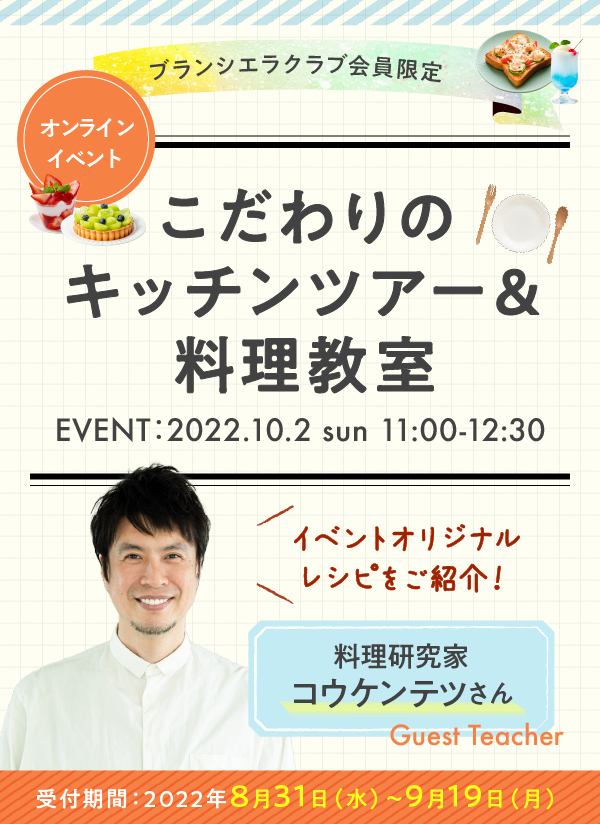 ブランシエラクラブ会員限定
オンライン
イベント
こだわりの
キッチンツアー&
料理教室
EVENT：2022.10.2 sun 11:00-12:30
イベントオリジナル
レシピをご紹介！
料理研究家
コウケンテツさん
Guest Teacher
受付期間：2022年8月31日（水）~9月19日（月）